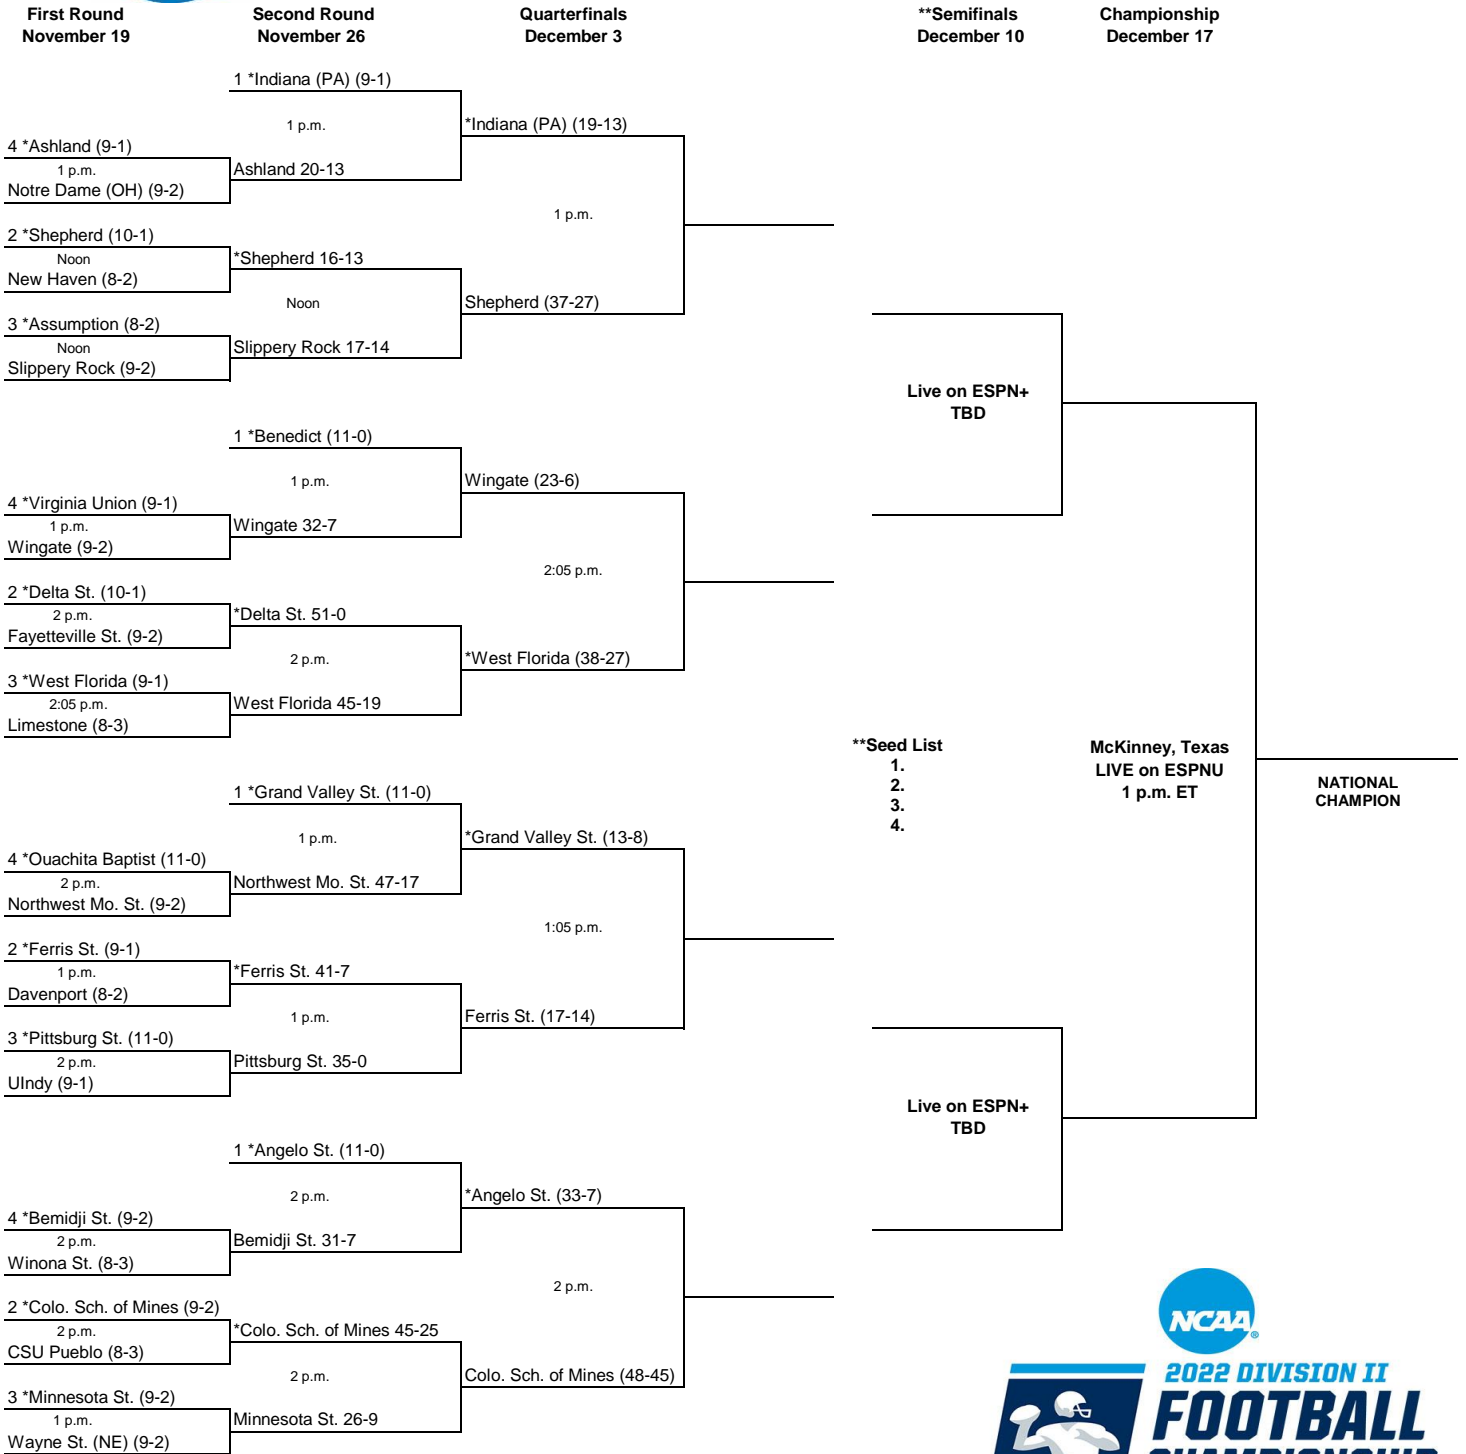 First Round
November 19
Second Round
November 26
Quarterfinals
December 3
**Semifinals
December 10
Championship
December 17
1 *Indiana (PA) (9-1)
1 p.m.
*Indiana (PA) (19-13)
4 *Ashland (9-1)
1 p.m.
Ashland 20-13
Notre Dame (OH) (9-2)
1 p.m.
2 *Shepherd (10-1)
Noon
*Shepherd 16-13
New Haven (8-2)
Noon
Shepherd (37-27)
3 *Assumption (8-2)
Noon
Slippery Rock 17-14
Slippery Rock (9-2)
Live on ESPN+
TBD
1 *Benedict (11-0)
1 p.m.
Wingate (23-6)
4 *Virginia Union (9-1)
1 p.m.
Wingate 32-7
Wingate (9-2)
2:05 p.m.
2 *Delta St. (10-1)
2 p.m.
*Delta St. 51-0
Fayetteville St. (9-2)
2 p.m.
*West Florida (38-27)
3 *West Florida (9-1)
2:05 p.m.
West Florida 45-19
Limestone (8-3)
**Seed List
1.
2.
3.
4.
McKinney, Texas
LIVE on ESPNU
1 p.m. ET
NATIONAL
CHAMPION
1 *Grand Valley St. (11-0)
1 p.m.
*Grand Valley St. (13-8)
4 *Ouachita Baptist (11-0)
2 p.m.
Northwest Mo. St. 47-17
Northwest Mo. St. (9-2)
1:05 p.m.
2 *Ferris St. (9-1)
1 p.m.
*Ferris St. 41-7
Davenport (8-2)
1 p.m.
Ferris St. (17-14)
3 *Pittsburg St. (11-0)
2 p.m.
Pittsburg St. 35-0
UIndy (9-1)
Live on ESPN+
TBD
1 *Angelo St. (11-0)
2 p.m.
*Angelo St. (33-7)
4 *Bemidji St. (9-2)
2 p.m.
Bemidji St. 31-7
Winona St. (8-3)
2 p.m.
2 *Colo. Sch. of Mines (9-2)
2 p.m.
*Colo. Sch. of Mines 45-25
CSU Pueblo (8-3)
2 p.m.
Colo. Sch. of Mines (48-45)
3 *Minnesota St. (9-2)
1 p.m.
Minnesota St. 26-9
Wayne St. (NE) (9-2)
NCAA®
2022 DIVISION II
FOOTBALL
CHAMPIONSHIP